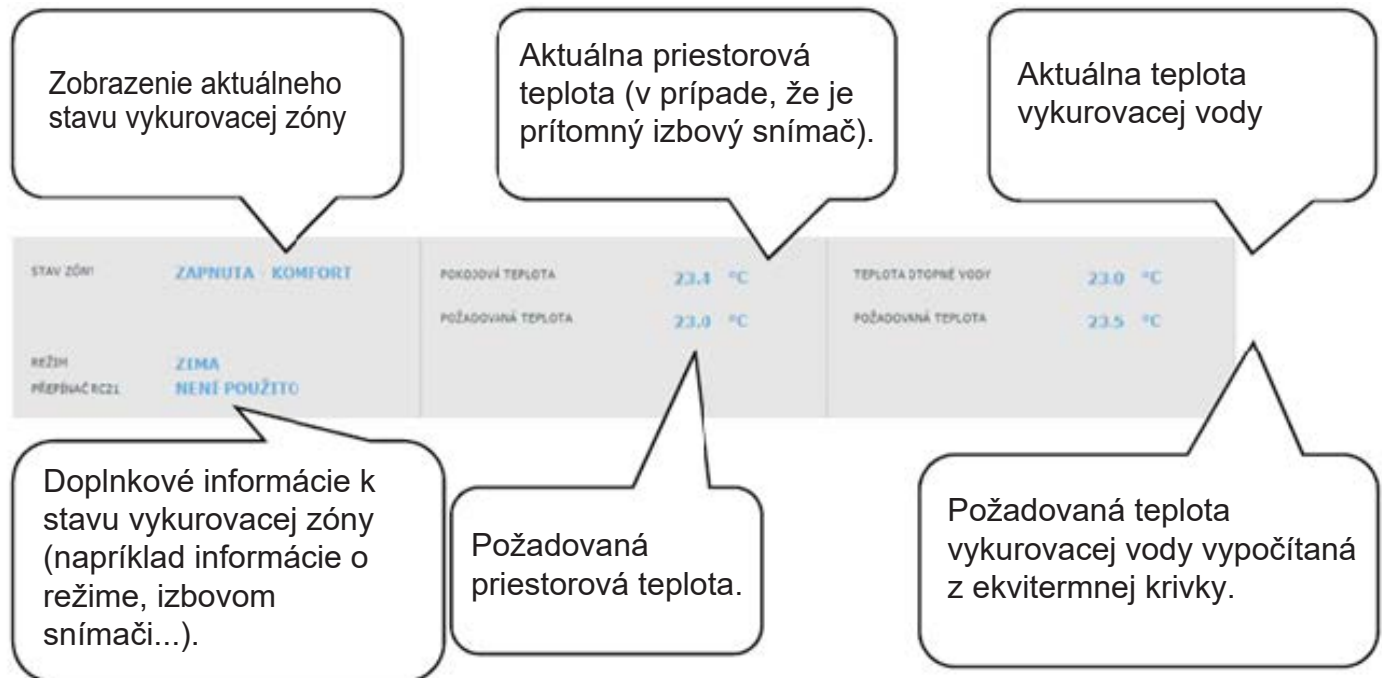 Zobrazenie aktuálneho
stavu vykurovacej zóny
Aktuálna priestorová
teplota (v prípade, že je
prítomný izbový snímač).
Aktuálna teplota
vykurovacej vody
STAV ZÓNY
ZAPNUTA KOMFORT
POKOJOVÁ TEPLOTA
23.4 °C
TEPLOTA OTOPNÉ VODY
23.0 °C
POŽADOVANÁ TEPLOTA
23.0 °C
POŽADOVANÁ TEPLOTA
23.5 °C
REŽIM
ZIMA
PŘEPÍNAČ RC21
NENÍ POUŽITO
Doplnkové informácie k
stavu vykurovacej zóny
(napríklad informácie o
režime, izbovom
snímači...).
Požadovaná
priestorová teplota.
Požadovaná teplota
vykurovacej vody vypočítaná
z ekvitermnej krivky.